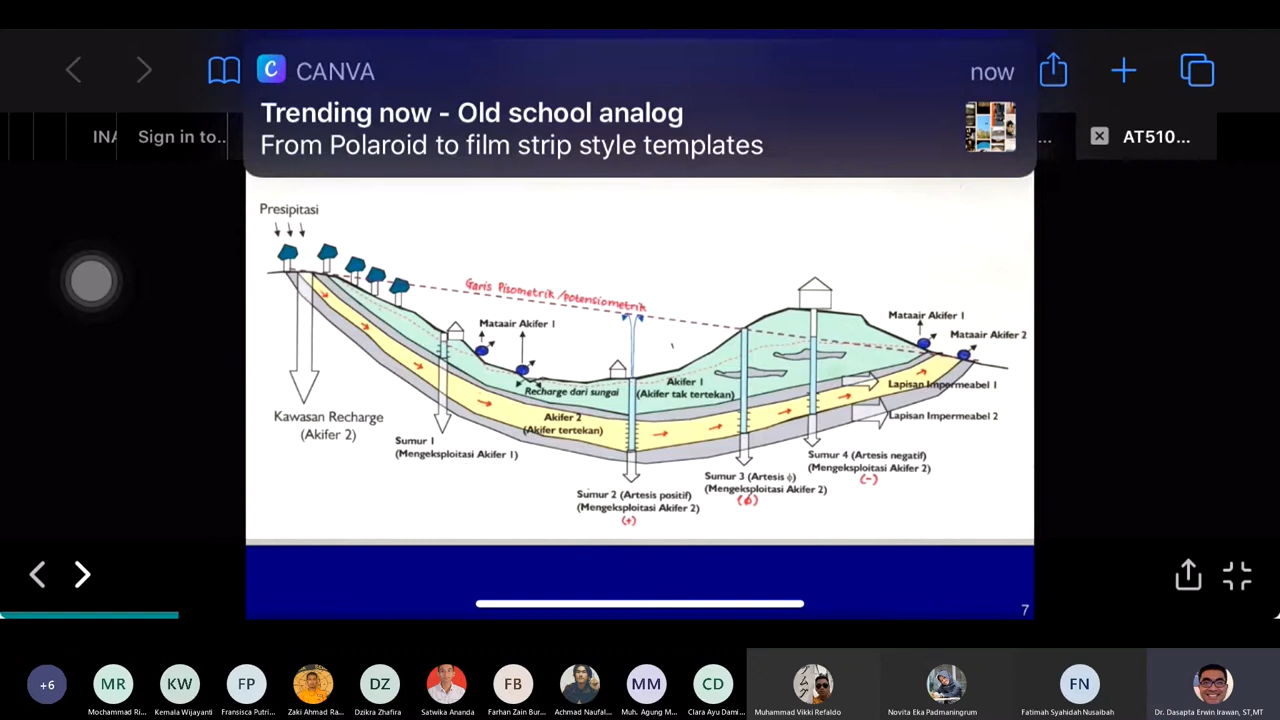 CANVA
now
Trending now - Old school analog
From Polaroid to film strip style templates
INA
Sign in to..
...
AT510...
Presipitasi
Garis Pisometrik/potensiometrik
Mataair Akifer 1
Mataair Akifer 1
Mataair Akifer 2
Recharge dari sungai
Akifer 1
(Akifer tak tertekan)
Lapisan Impermeabel 1
Akifer 2
(Akifer tertekan)
Lapisan Impermeabel 2
Kawasan Recharge
(Akifer 2)
Sumur 1
(Mengeksploitasi Akifer 1)
Sumur 4 (Artesis negatif)
(Mengeksploitasi Akifer 2)
(-)
Sumur 3 (Artesis ϕ)
(Mengeksploitasi Akifer 2)
(ϕ)
Sumur 2 (Artesis positif)
(Mengeksploitasi Akifer 2)
(+)
7
+6
MR
KW
FP
DZ
FB
MM
CD
FN
Mochammad Ri...
Kemala Wijayanti
Fransisca Putri...
Zaki Ahmad Ra...
Dzikra Zhafira
Satwika Ananda
Farhan Zain Bur...
Achmad Naufal...
Muh. Agung M...
Clara Ayu Dami...
Muhammad Vikki Refaldo
Novita Eka Padmaningrum
Fatimah Syahidah Nusaibah
Dr. Dasapta Erwin Irawan, ST,MT